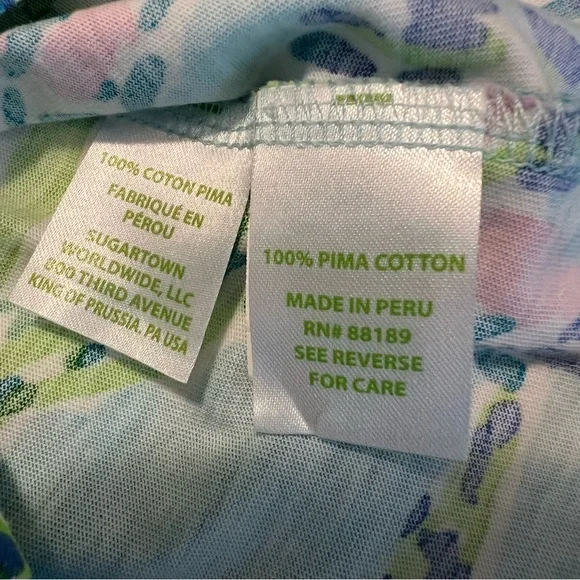 100% COTON PIMA
FABRIQUÉ EN
PÉROU
SUGARTOWN
WORLDWIDE, LLC
800 THIRD AVENUE
KING OF PRUSSIA, PA USA
100% PIMA COTTON
MADE IN PERU
RN# 88189
SEE REVERSE
FOR CARE